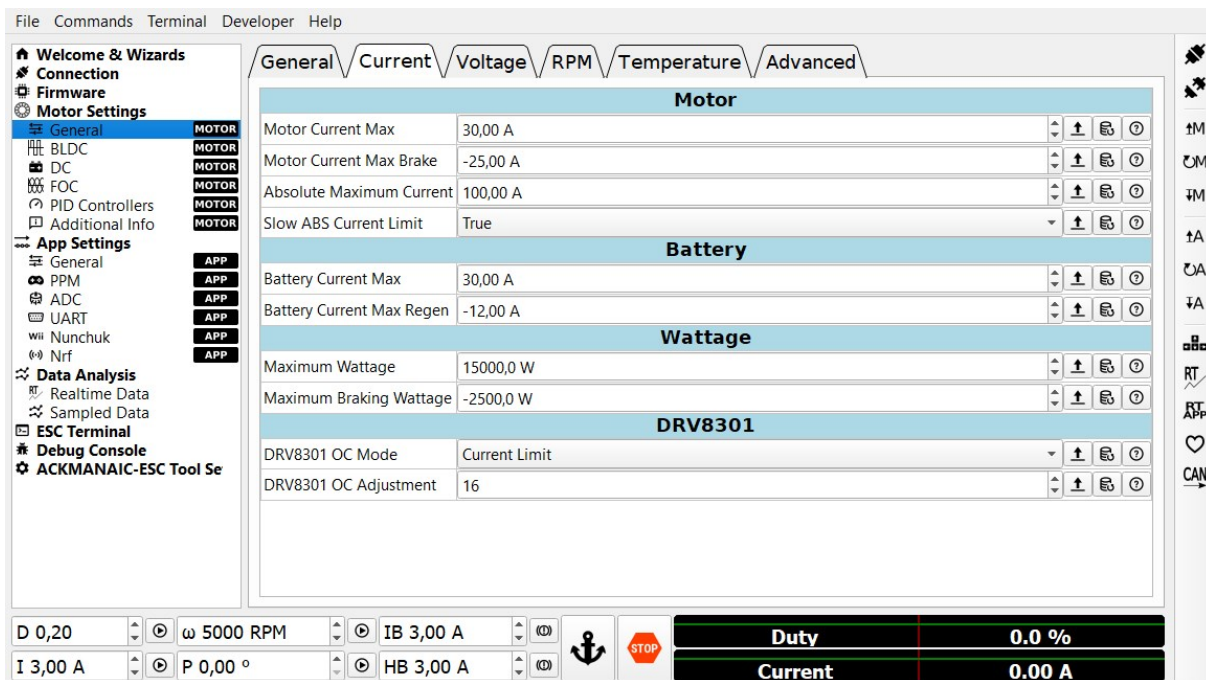 File Commands Terminal Developer Help
Welcome & Wizards
Connection
Firmware
Motor Settings
General MOTOR
BLDC MOTOR
DC MOTOR
FOC MOTOR
PID Controllers MOTOR
Additional Info MOTOR
App Settings
General APP
PPM APP
ADC APP
UART APP
Wii Nunchuk APP
Nrf APP
Data Analysis
RT Realtime Data
Sampled Data
ESC Terminal
Debug Console
ACKMANAIC-ESC Tool Se
General Current Voltage RPM Temperature Advanced
Motor
Motor Current Max 30,00 A
Motor Current Max Brake -25,00 A
Absolute Maximum Current 100,00 A
Slow ABS Current Limit True
Battery
Battery Current Max 30,00 A
Battery Current Max Regen -12,00 A
Wattage
Maximum Wattage 15000,0 W
Maximum Braking Wattage -2500,0 W
DRV8301
DRV8301 OC Mode Current Limit
DRV8301 OC Adjustment 16
M
M
M
A
A
A
RT
RT
APP
CAN
D 0,20 ω 5000 RPM IB 3,00 A
I 3,00 A P 0,00 º HB 3,00 A
STOP
Duty 0.0 %
Current 0.00 A